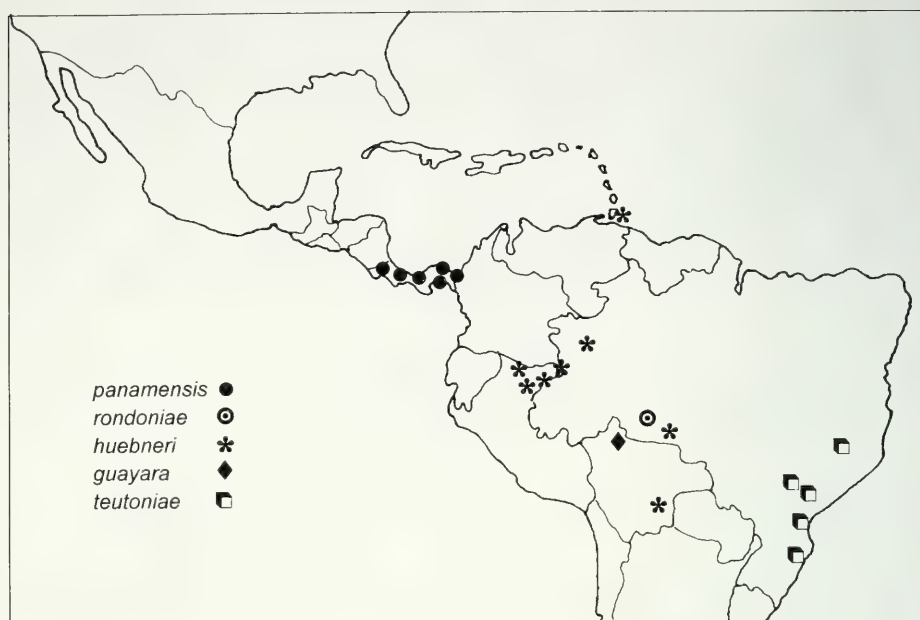 panamensis
rondoniae
huebneri
guayara
teutoniae